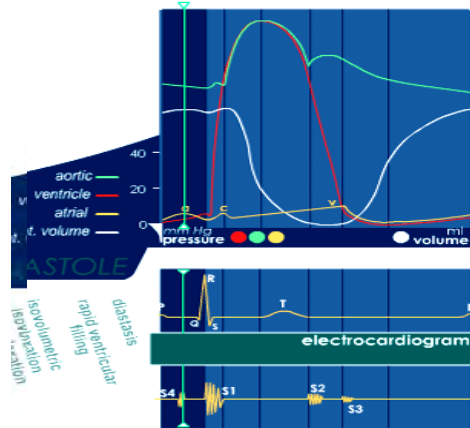 40
aortic
ventricle
20
atrial
a
c
v
t. volume
0
mm Hg
ml
pressure
volume
ASTOLE
R
P
T
Q
S
isovolumetric
rapid ventricular
filling
diastasis
electrocardiogram
S4
S1
S2
S3